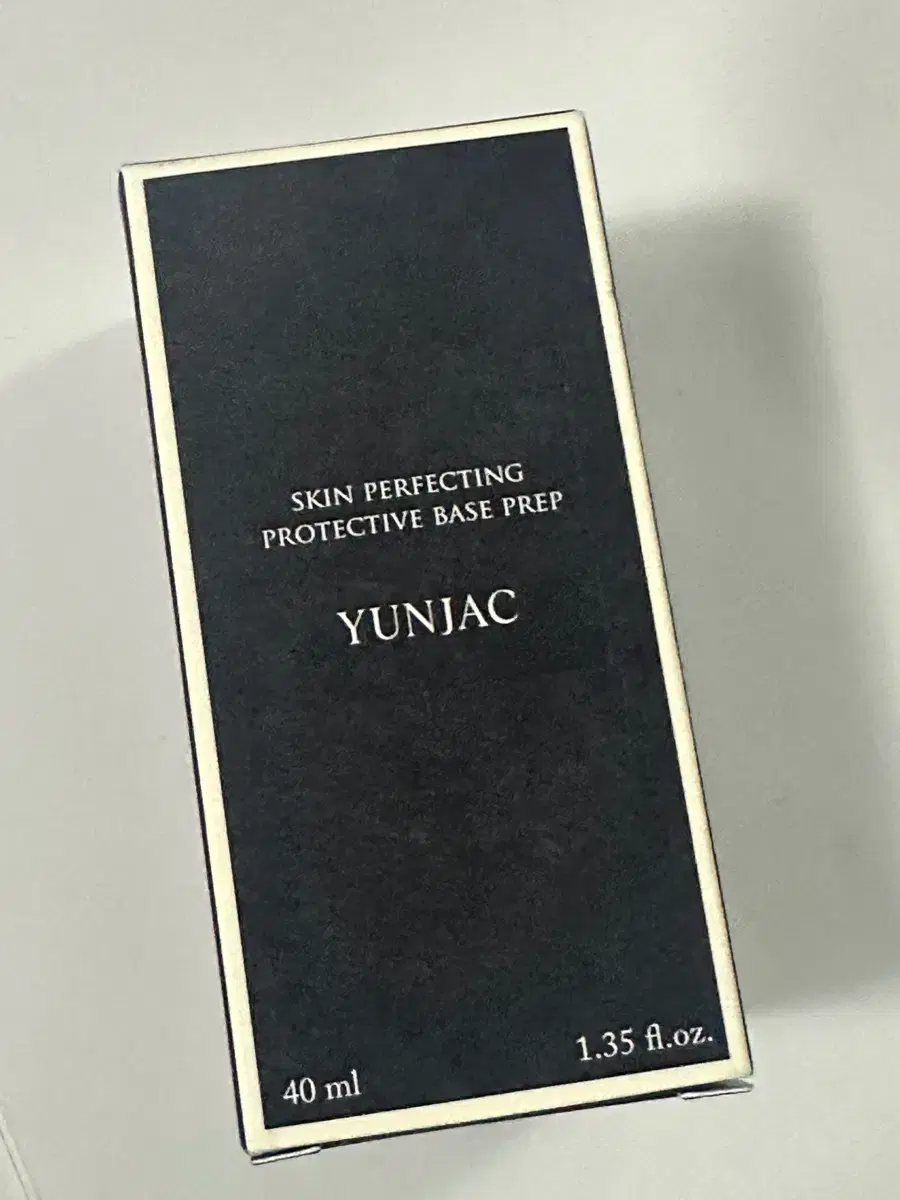 SKIN PERFECTING
PROTECTIVE BASE PREP
YUNJAC
40 ml
1.35 fl.oz.